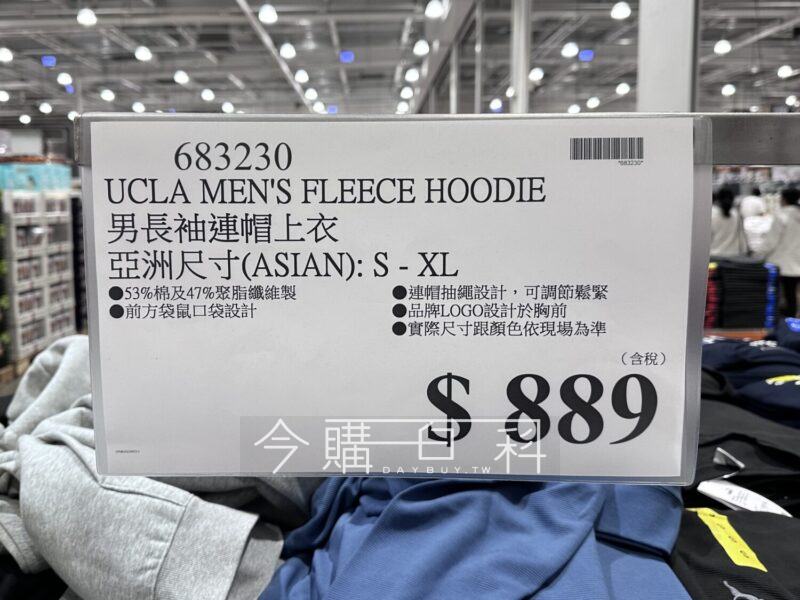 683230
*683230*
UCLA MEN'S FLEECE HOODIE
男長袖連帽上衣
亞洲尺寸(ASIAN): S - XL
●53%棉及47%聚脂纖維製
●前方袋鼠口袋設計
●連帽抽繩設計，可調節鬆緊
●品牌LOGO設計於胸前
●實際尺寸跟顏色依現場為準
（含稅）
$ 889
今購百科
DAYBUY.TW